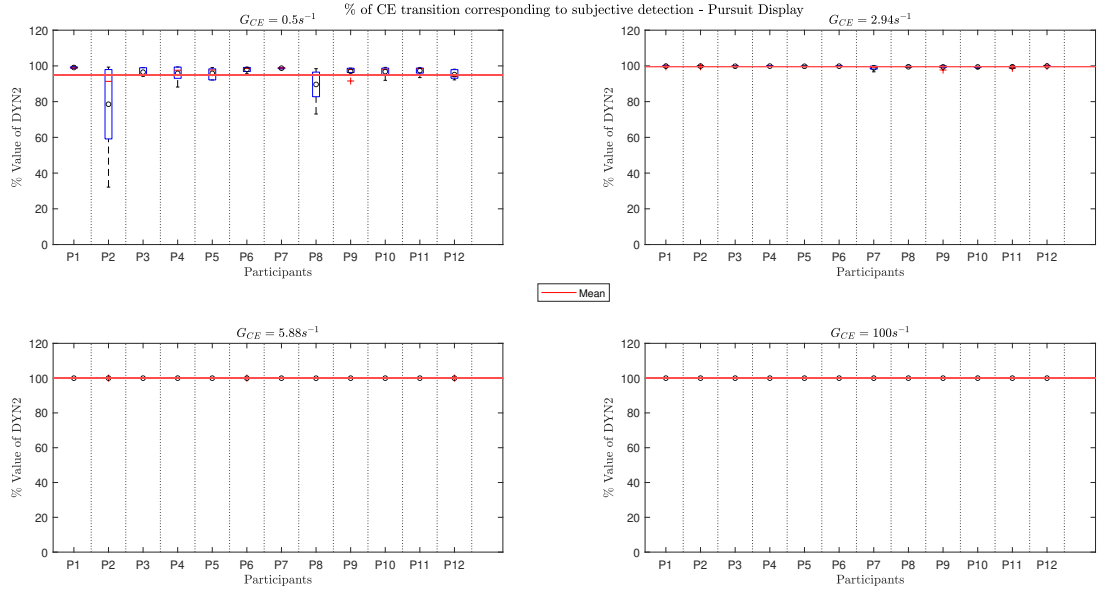 % of CE transition corresponding to subjective detection - Pursuit Display
G_CE = 0.5s^-1
120
100
80
60
40
20
0
% Value of DYN2
P1 P2 P3 P4 P5 P6 P7 P8 P9 P10 P11 P12
Participants
G_CE = 2.94s^-1
120
100
80
60
40
20
0
% Value of DYN2
P1 P2 P3 P4 P5 P6 P7 P8 P9 P10 P11 P12
Participants
Mean
G_CE = 5.88s^-1
120
100
80
60
40
20
0
% Value of DYN2
P1 P2 P3 P4 P5 P6 P7 P8 P9 P10 P11 P12
Participants
G_CE = 100s^-1
120
100
80
60
40
20
0
% Value of DYN2
P1 P2 P3 P4 P5 P6 P7 P8 P9 P10 P11 P12
Participants